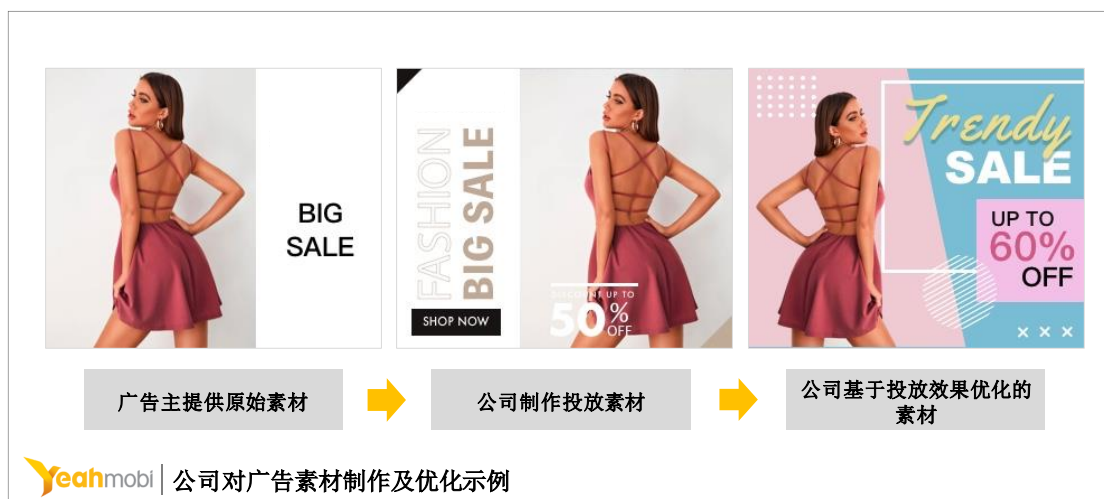 BIG
SALE
FASHION
BIG SALE
SHOP NOW
DISCOUNT UP TO
50%
OFF
Trendy
SALE
UP TO
60%
OFF
广告主提供原始素材
公司制作投放素材
公司基于投放效果优化的
素材
Yeahmobi
公司对广告素材制作及优化示例